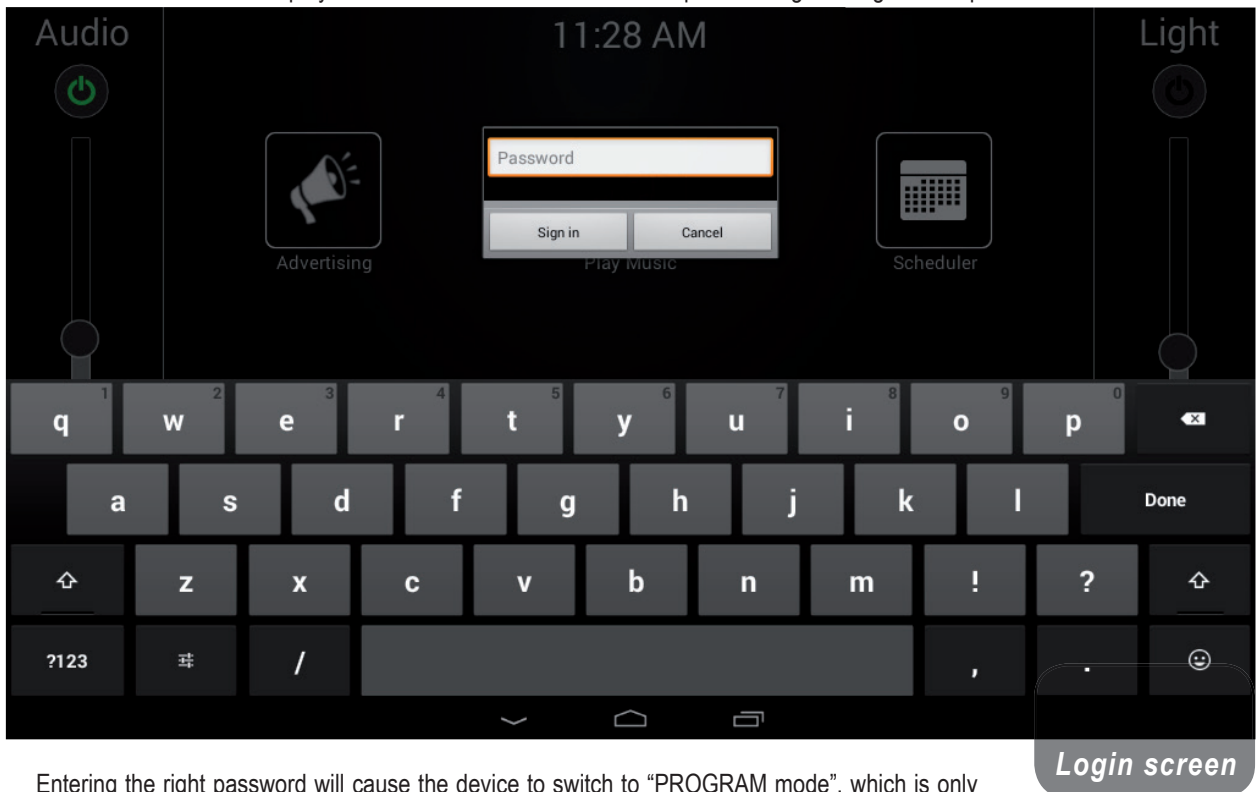 Audio 11:28 AM Light
Password
Sign in Cancel
Advertising Play Music Scheduler
q 1 w 2 e 3 r 4 t 5 y 6 u 7 i 8 o 9 p 0
a s d f g h j k l Done
z x c v b n m ! ?
?123 / , .
Login screen
Entering the right password will cause the device to switch to “PROGRAM mode”, which is only